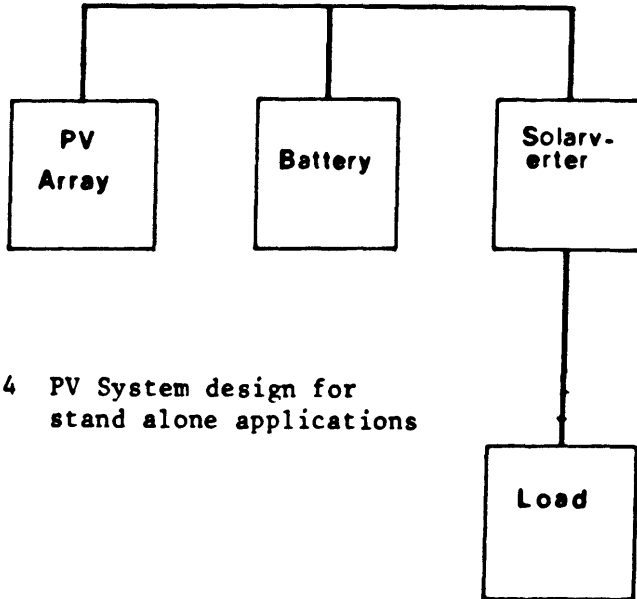 PV
Array
Battery
Solarv-
erter
4 PV System design for
stand alone applications
Load